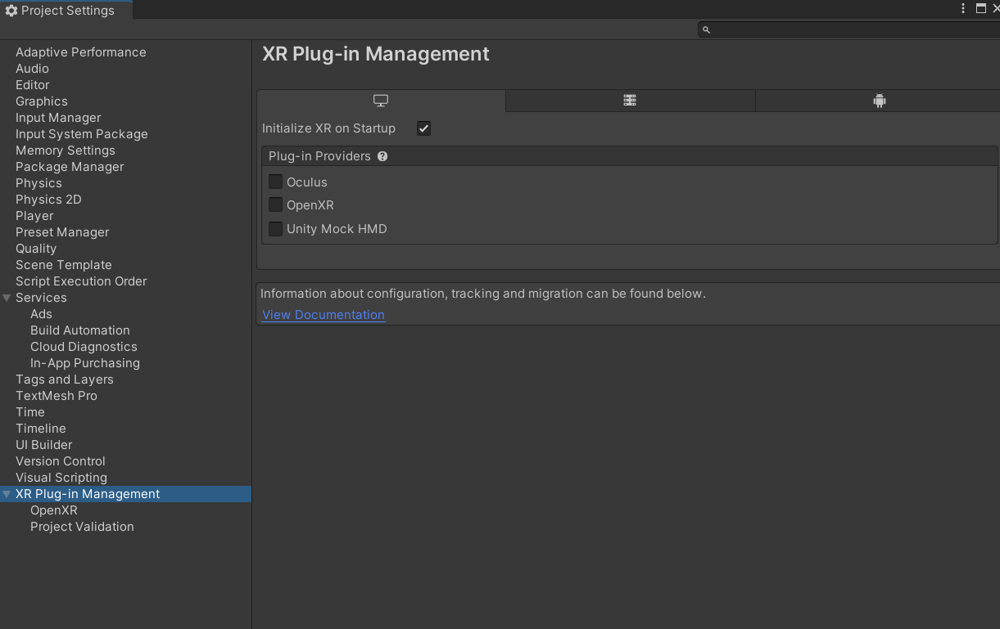 Project Settings
Adaptive Performance
Audio
Editor
Graphics
Input Manager
Input System Package
Memory Settings
Package Manager
Physics
Physics 2D
Player
Preset Manager
Quality
Scene Template
Script Execution Order
Services
Ads
Build Automation
Cloud Diagnostics
In-App Purchasing
Tags and Layers
TextMesh Pro
Time
Timeline
UI Builder
Version Control
Visual Scripting
XR Plug-in Management
OpenXR
Project Validation
XR Plug-in Management
Initialize XR on Startup
Plug-in Providers
Oculus
OpenXR
Unity Mock HMD
Information about configuration, tracking and migration can be found below.
View Documentation